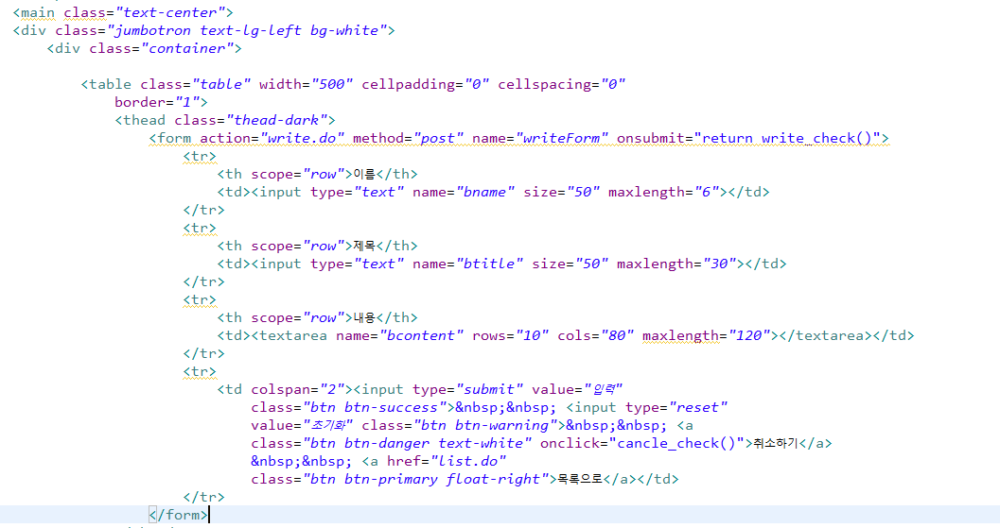 <main class="text-center">
<div class="jumbotron text-lg-left bg-white">
<div class="container">
<table class="table" width="500" cellpadding="0" cellspacing="0"
border="1">
<thead class="thead-dark">
<form action="write.do" method="post" name="writeForm" onsubmit="return write_check()">
<tr>
<th scope="row">이름</th>
<td><input type="text" name="bname" size="50" maxlength="6"></td>
</tr>
<tr>
<th scope="row">제목</th>
<td><input type="text" name="btitle" size="50" maxlength="30"></td>
</tr>
<tr>
<th scope="row">내용</th>
<td><textarea name="bcontent" rows="10" cols="80" maxlength="120"></textarea></td>
</tr>
<tr>
<td colspan="2"><input type="submit" value="입력"
class="btn btn-success">&nbsp;&nbsp; <input type="reset"
value="초기화" class="btn btn-warning">&nbsp;&nbsp; <a
class="btn btn-danger text-white" onclick="cancle_check()">취소하기</a>
&nbsp;&nbsp; <a href="list.do"
class="btn btn-primary float-right">목록으로</a></td>
</tr>
</form>